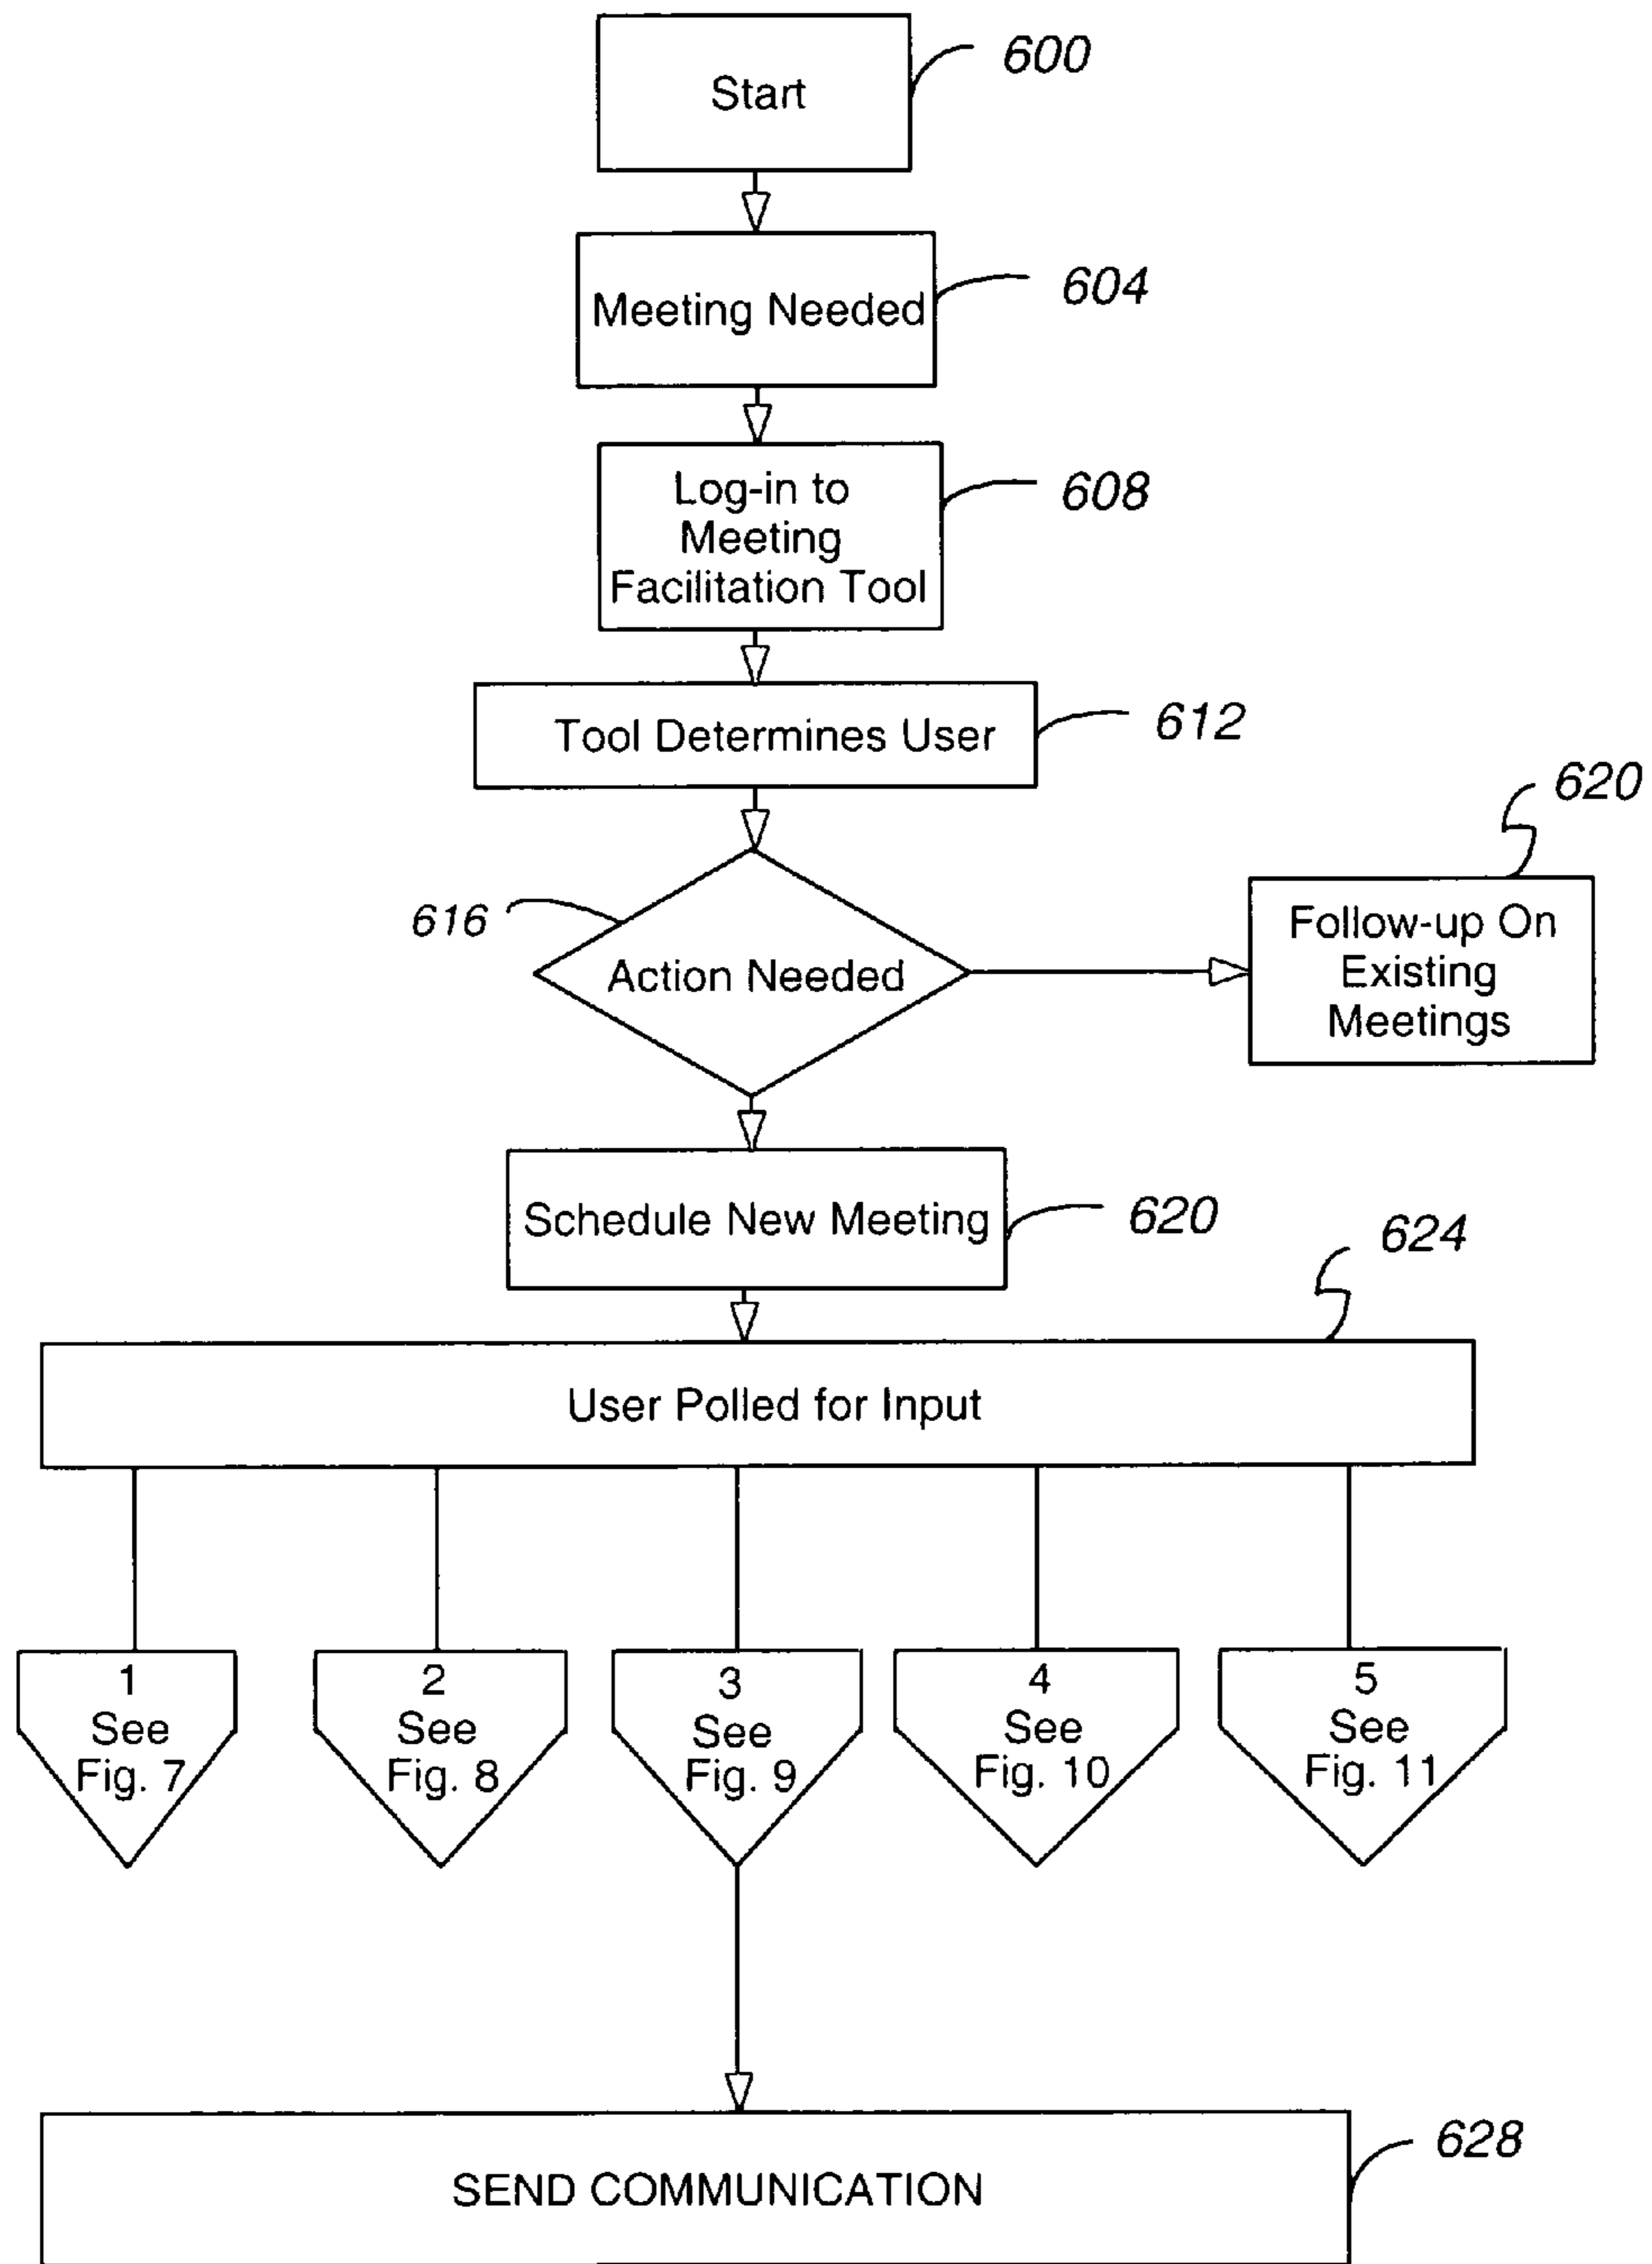 Start
600
Meeting Needed
604
Log-in to
Meeting
Facilitation Tool
608
Tool Determines User
612
616
Action Needed
620
Follow-up On
Existing
Meetings
Schedule New Meeting
620
624
User Polled for Input
1
See
Fig. 7
2
See
Fig. 8
3
See
Fig. 9
4
See
Fig. 10
5
See
Fig. 11
SEND COMMUNICATION
628